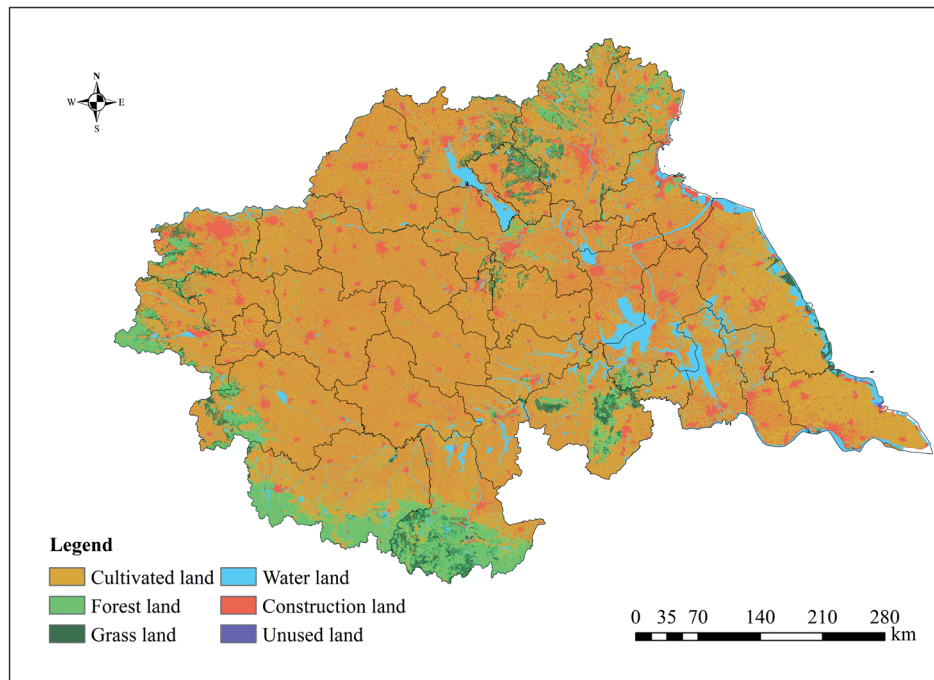 N
W E
S
Legend
Cultivated land Water land
Forest land Construction land
Grass land Unused land
0 35 70 140 210 280
km